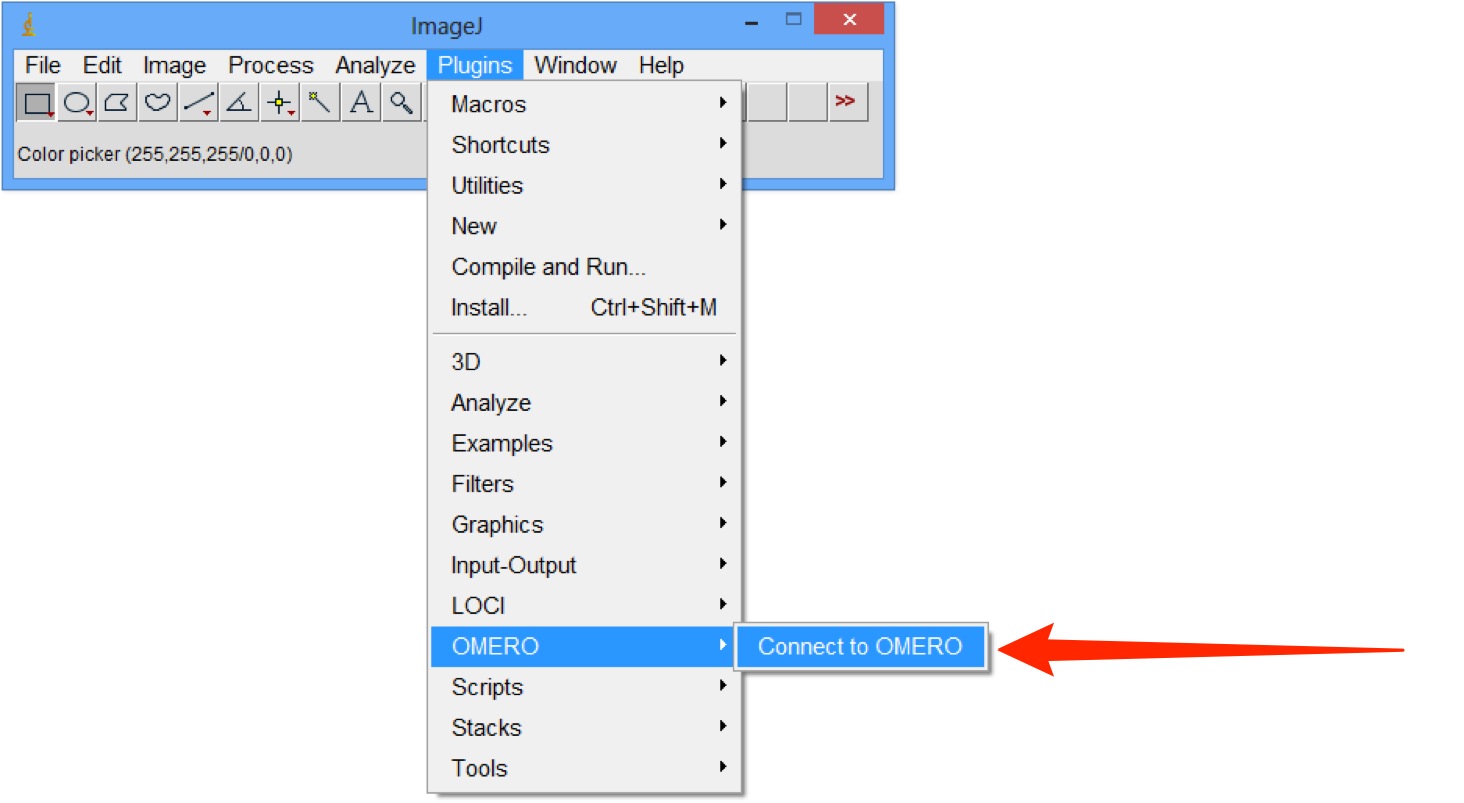 ImageJ
File Edit Image Process Analyze Plugins Window Help
A >>
Color picker (255,255,255/0,0,0)
Macros
Shortcuts
Utilities
New
Compile and Run...
Install... Ctrl+Shift+M
3D
Analyze
Examples
Filters
Graphics
Input-Output
LOCI
OMERO Connect to OMERO
Scripts
Stacks
Tools